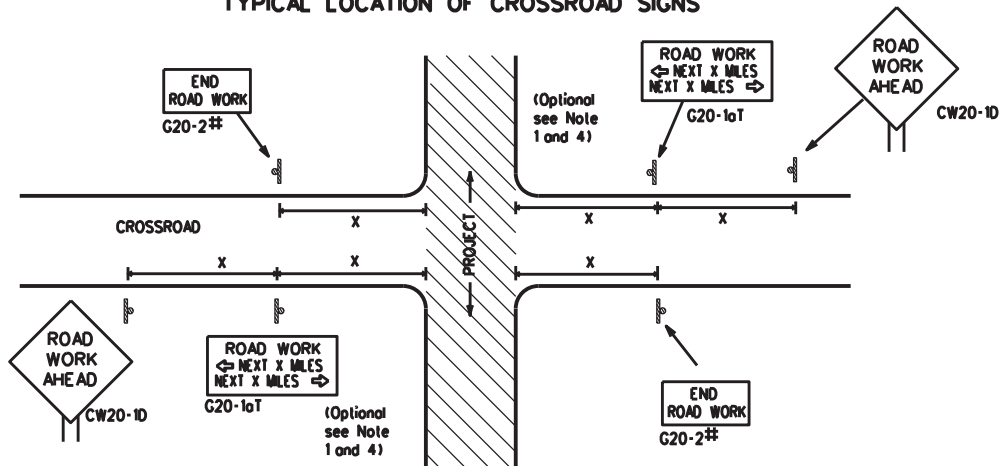 TYPICAL LOCATION OF CROSSROAD SIGNS
END
ROAD WORK
G20-2#
(Optional
see Note
1 and 4)
ROAD WORK
⇦ NEXT X MILES
NEXT X MILES ⇨
G20-1aT
ROAD
WORK
AHEAD
CW20-1D
CROSSROAD
X
X
X
PROJECT
X
X
X
ROAD
WORK
AHEAD
CW20-1D
ROAD WORK
⇦ NEXT X MILES
NEXT X MILES ⇨
G20-1aT
(Optional
see Note
1 and 4)
END
ROAD WORK
G20-2#